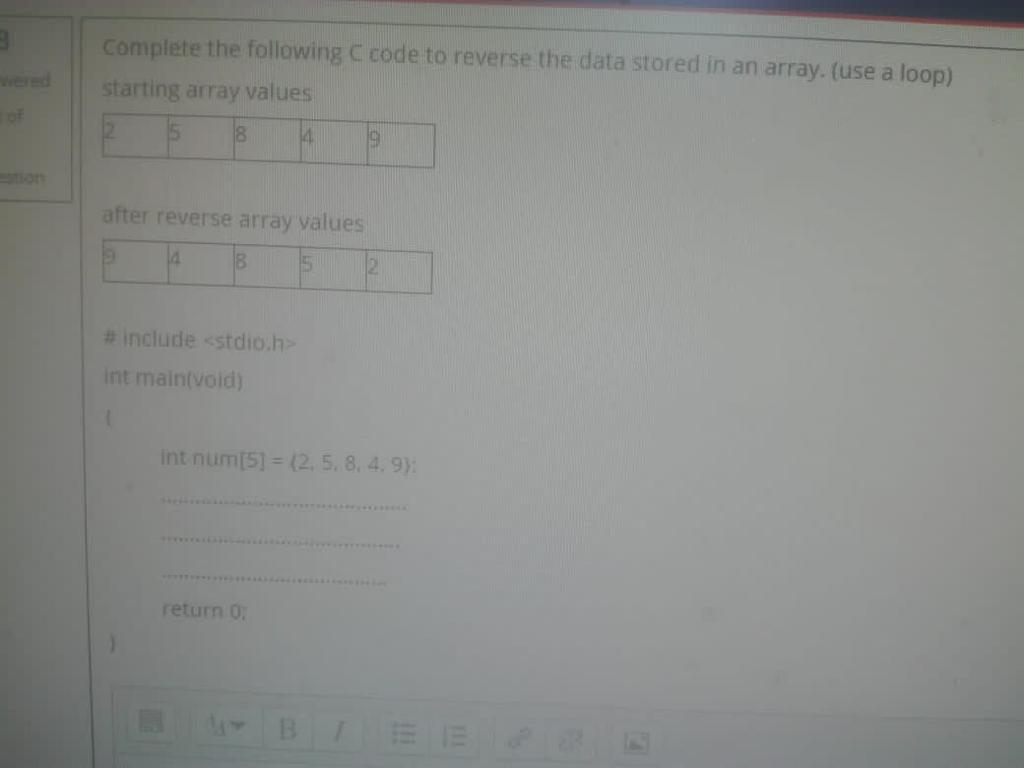 wered
of
estion
Complete the following C code to reverse the data stored in an array. (use a loop)
starting array values
2 5 8 4 9
after reverse array values
9 4 8 5 2
# include <stdio.h>
int main(void)
{
int num[5] = {2, 5, 8, 4, 9};
............................................
...........................................
.........................................
return 0;
}
B I